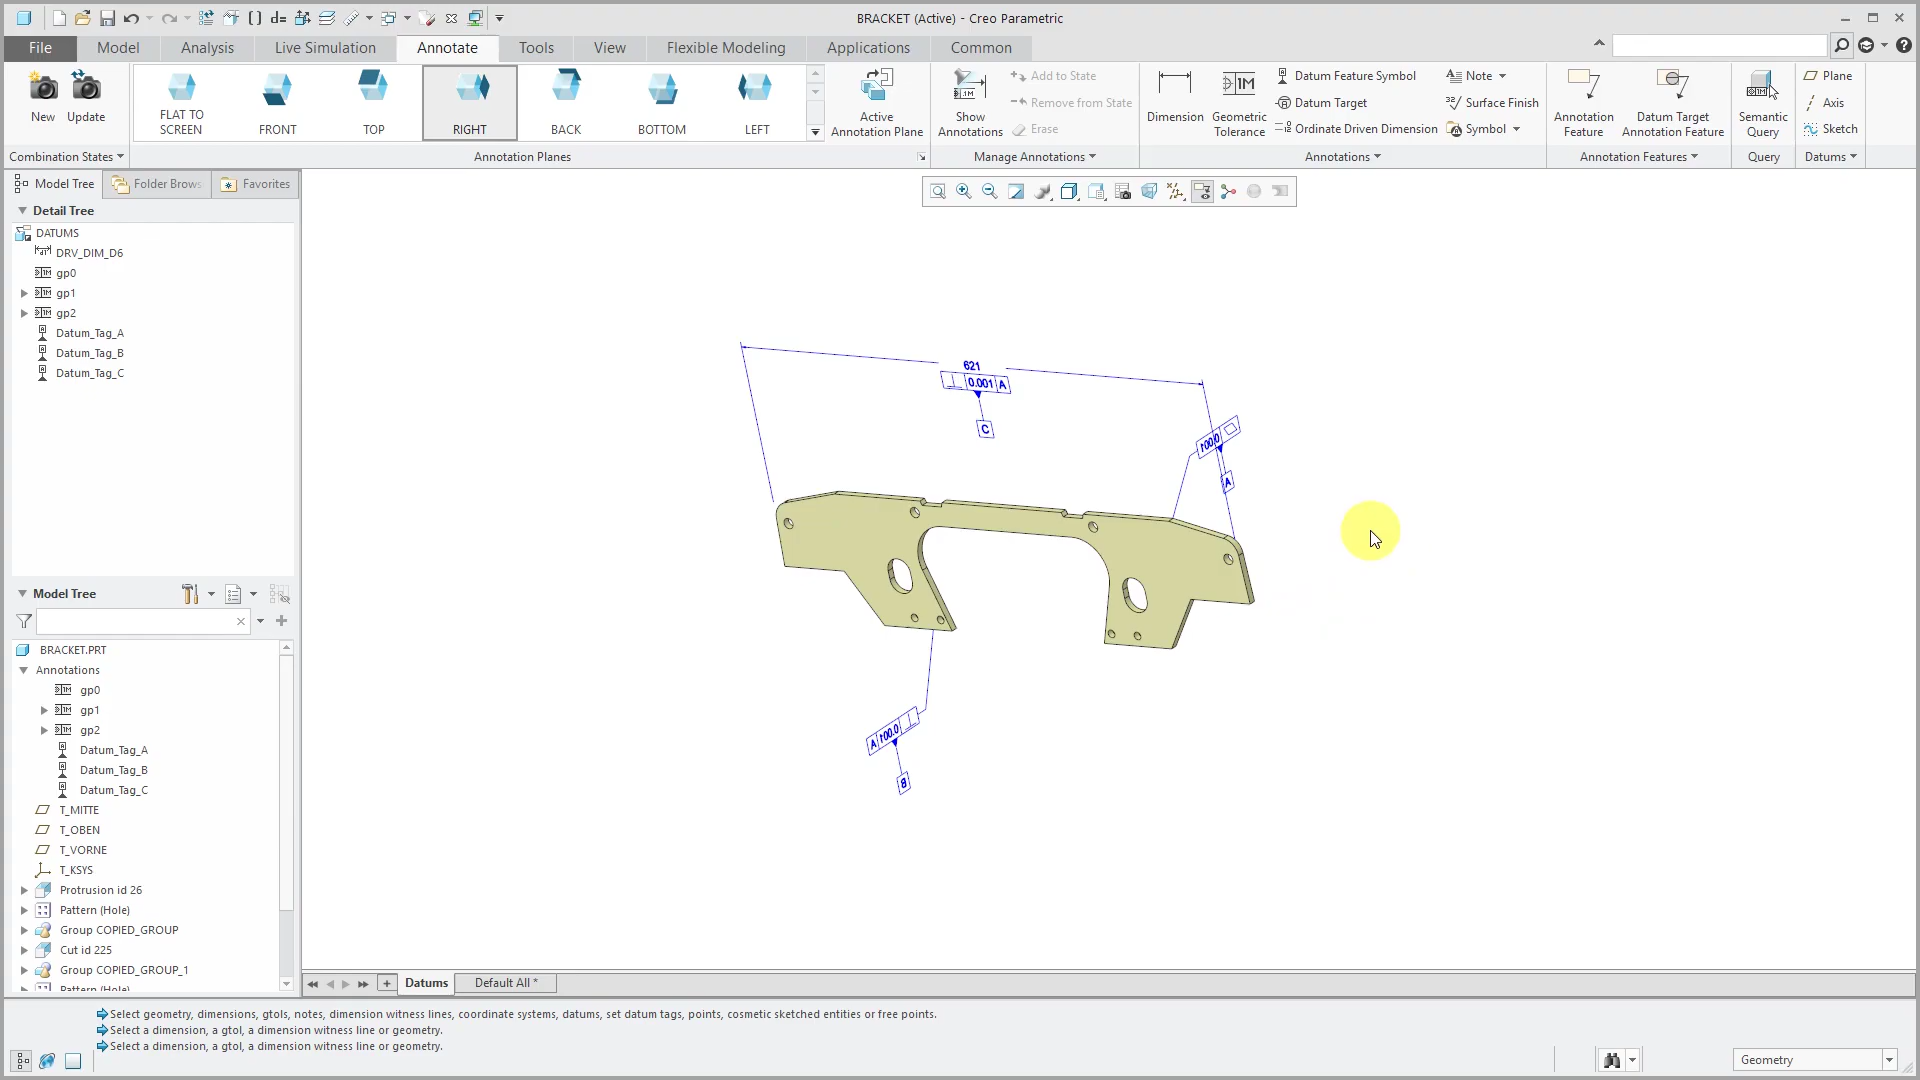 BRACKET (Active) - Creo Parametric
File Model Analysis Live Simulation Annotate Tools View Flexible Modeling Applications Common
New Update
Combination States
FLAT TO SCREEN
FRONT
TOP
RIGHT
BACK
BOTTOM
LEFT
Active Annotation Plane
Annotation Planes
Show Annotations
Add to State
Remove from State
Erase
Manage Annotations
Dimension
Geometric Tolerance
Datum Feature Symbol
Datum Target
Ordinate Driven Dimension
Note
Surface Finish
Symbol
Annotations
Annotation Feature
Datum Target Annotation Feature
Annotation Features
Semantic Query
Query
Plane
Axis
Sketch
Datums
Model Tree Folder Brows Favorites
Detail Tree
DATUMS
DRV_DIM_D6
gp0
gp1
gp2
Datum_Tag_A
Datum_Tag_B
Datum_Tag_C
Model Tree
BRACKET.PRT
Annotations
gp0
gp1
gp2
Datum_Tag_A
Datum_Tag_B
Datum_Tag_C
T_MITTE
T_OBEN
T_VORNE
T_KSYS
Protrusion id 26
Pattern (Hole)
Group COPIED_GROUP
Cut id 225
Group COPIED_GROUP_1
Pattern (Hole)
621
0.001 A
C
0.001
A
A 0.001
B
Datums Default All *
Select geometry, dimensions, gtols, notes, dimension witness lines, coordinate systems, datums, set datum tags, points, cosmetic sketched entities or free points.
Select a dimension, a gtol, a dimension witness line or geometry.
Select a dimension, a gtol, a dimension witness line or geometry.
Geometry